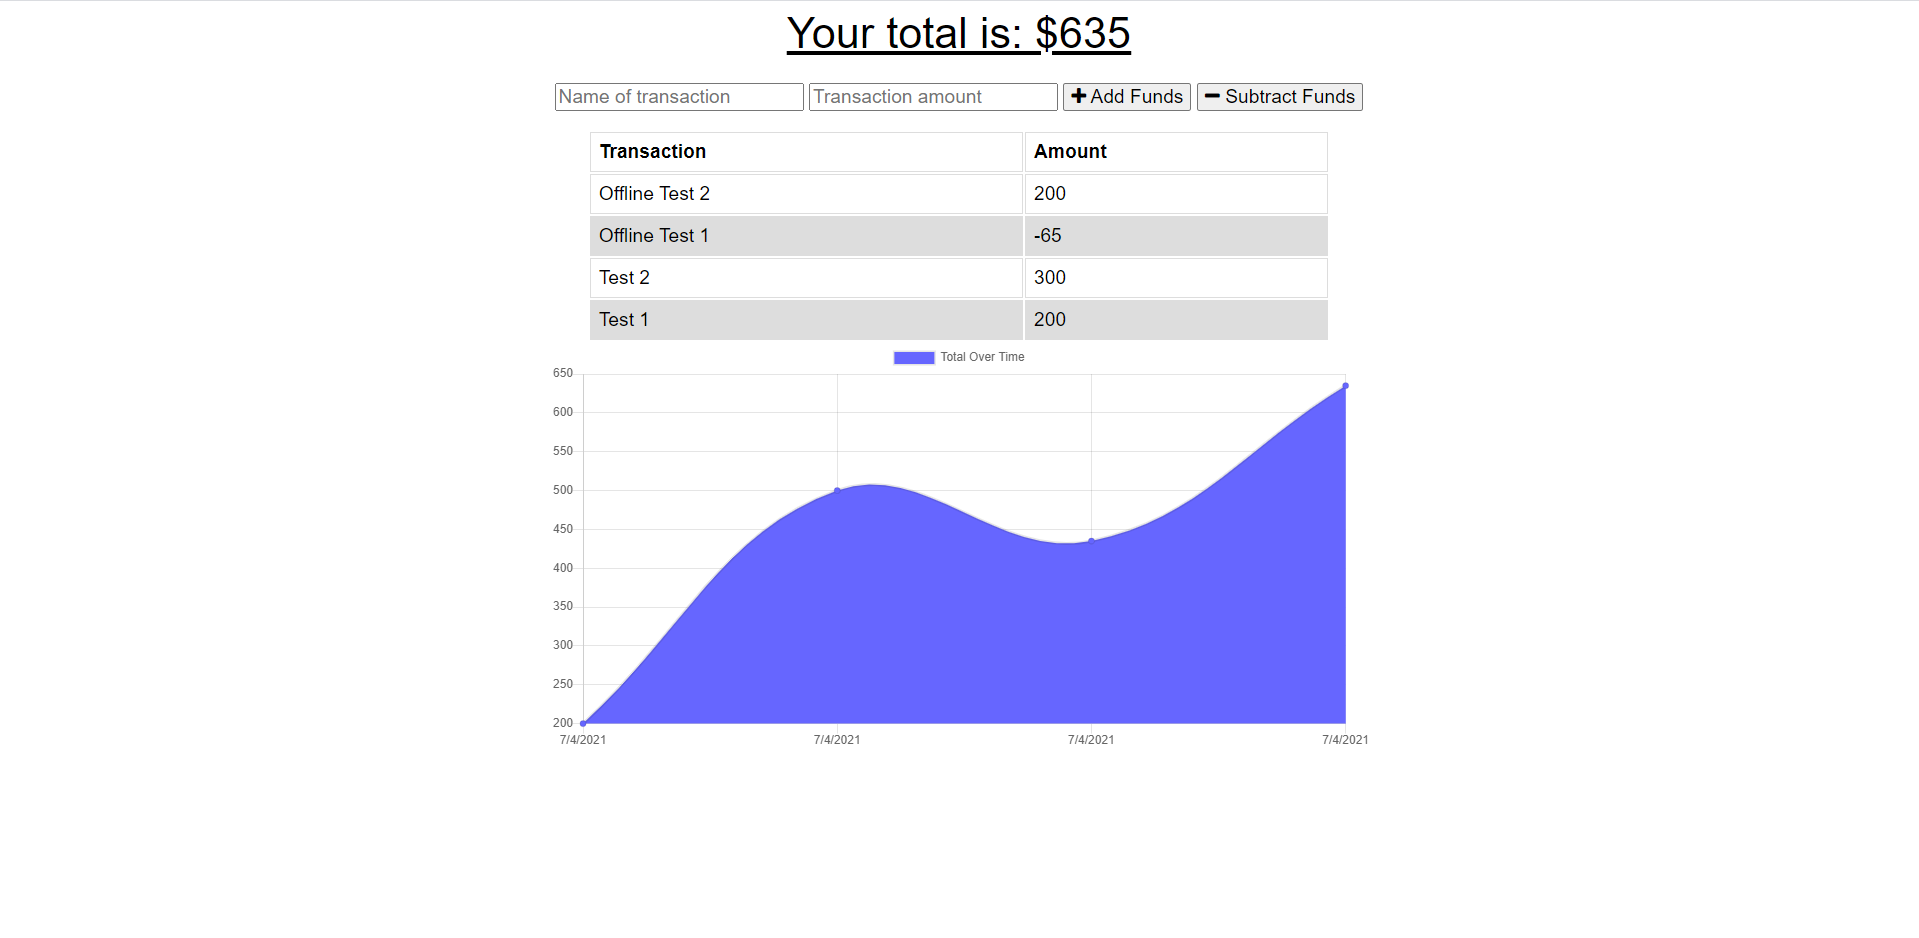 Your total is: $635
Name of transaction Transaction amount Add Funds Subtract Funds
Transaction Amount
Offline Test 2 200
Offline Test 1 -65
Test 2 300
Test 1 200
Total Over Time
650
600
550
500
450
400
350
300
250
200
7/4/2021 7/4/2021 7/4/2021 7/4/2021